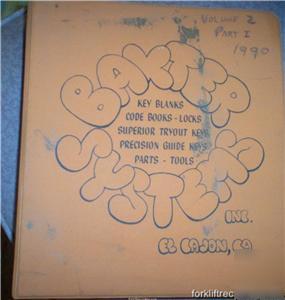 VOLUME 2
PART I
1990
BAXTER
KEY BLANKS
CODE BOOKS - LOCKS
SUPERIOR TRYOUT KEYS
PRECISION GUIDE KEYS
PARTS - TOOLS
SYSTEMS
INC.
EL CAJON, CA
forkliftrec